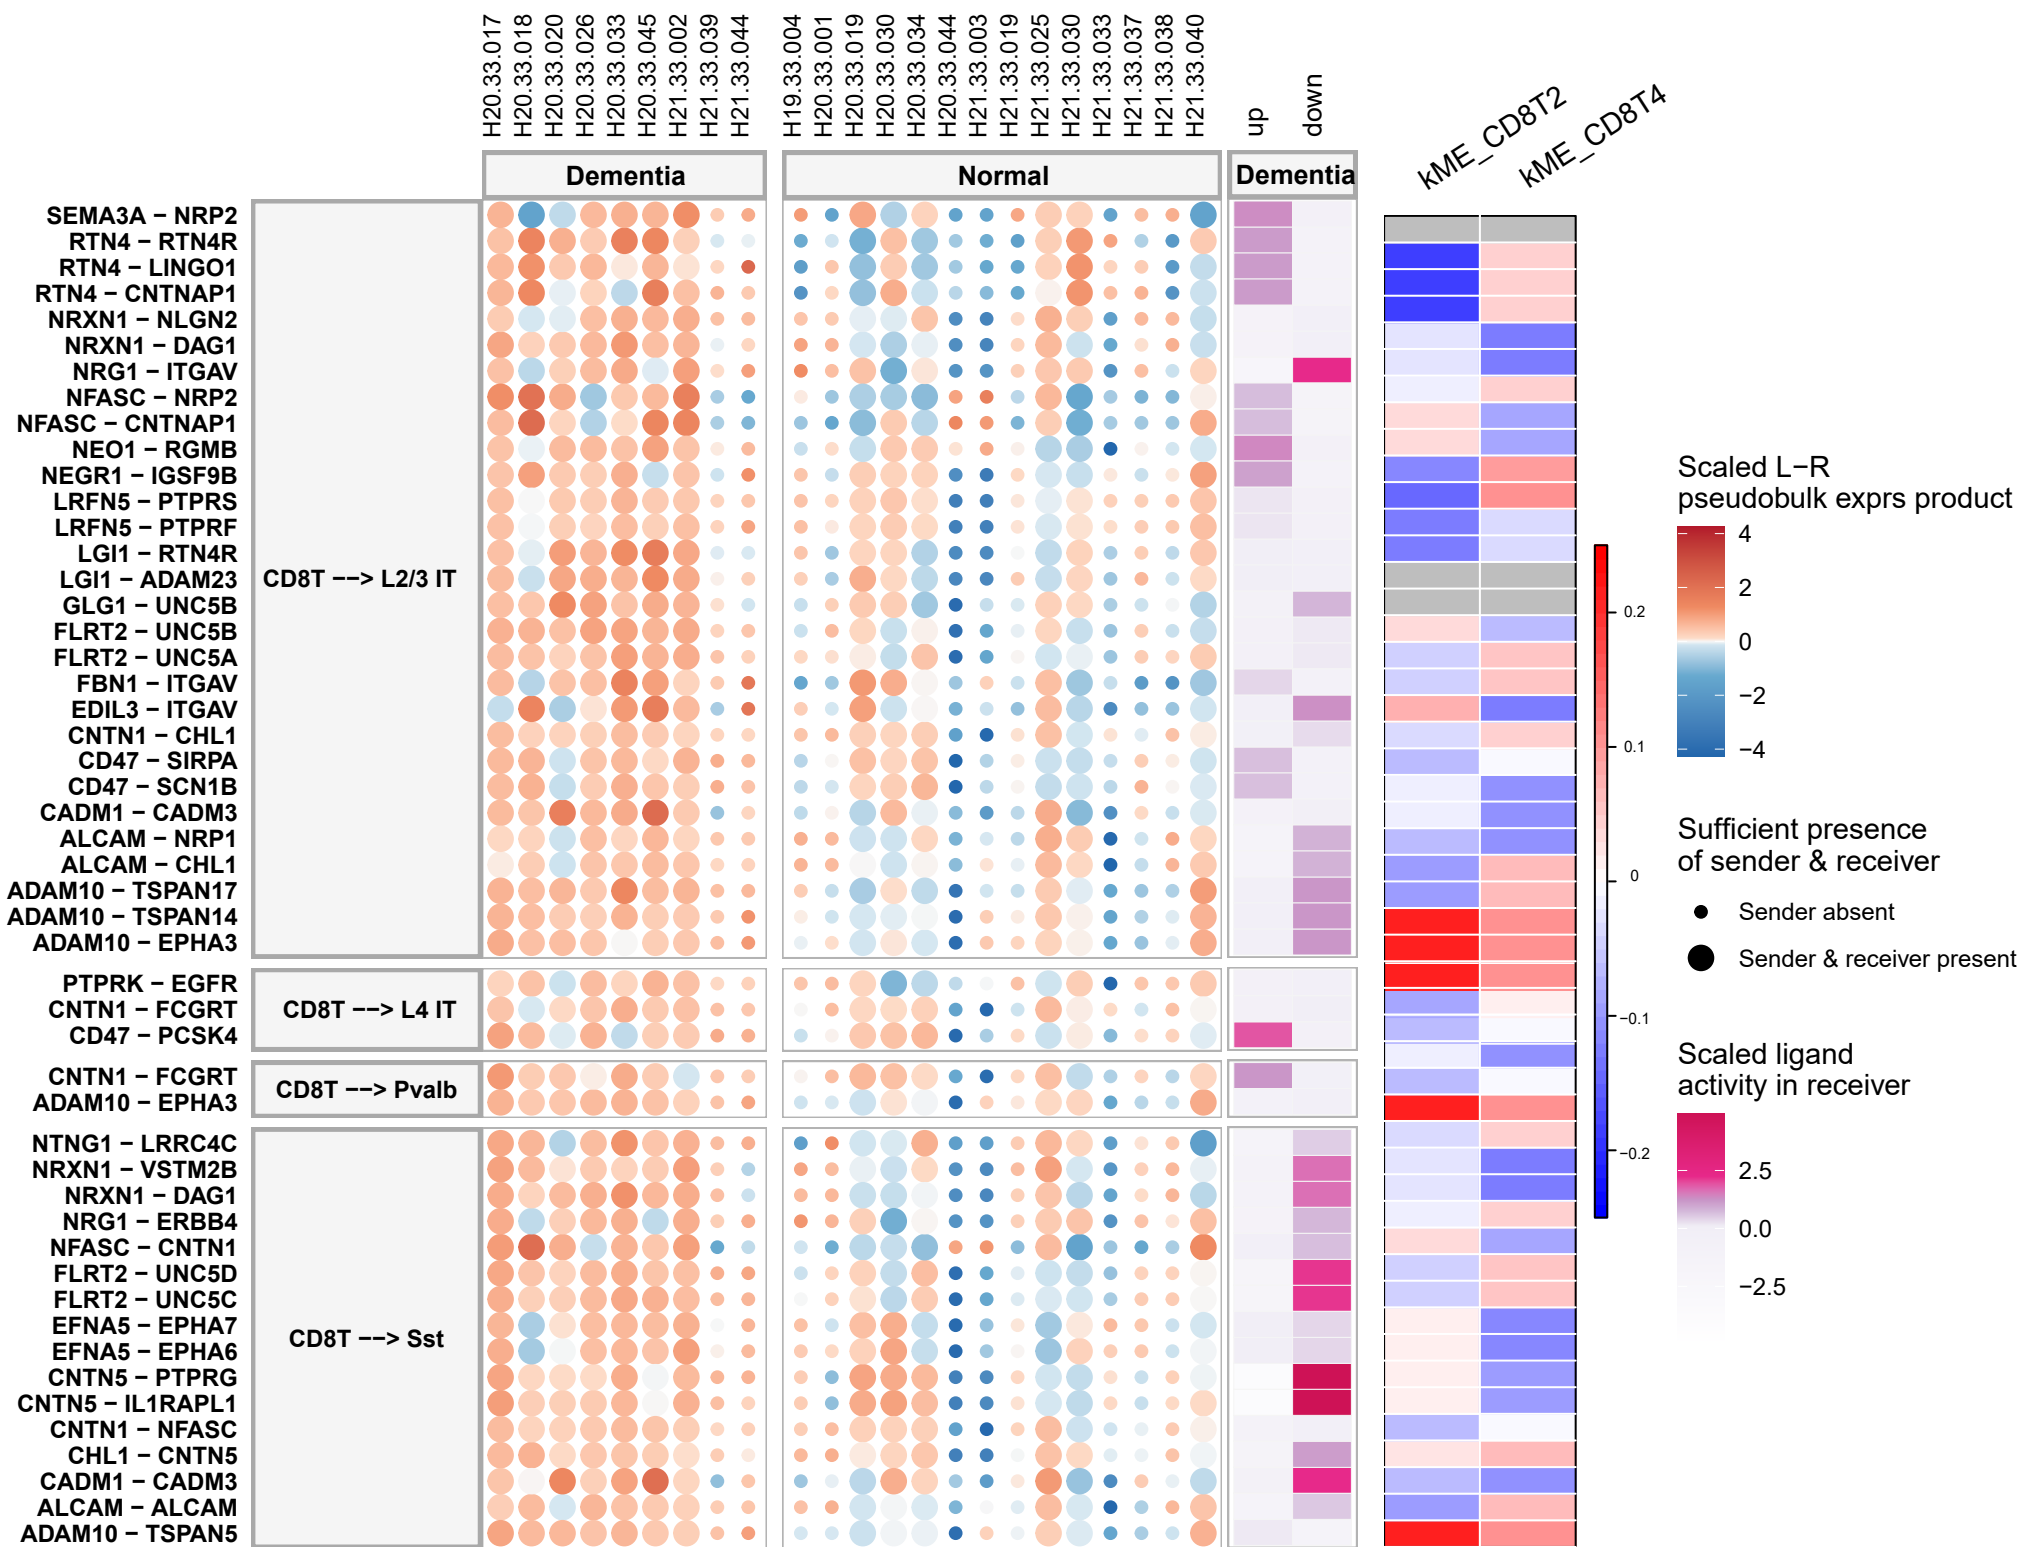 H20.33.017
H20.33.018
H20.33.020
H20.33.026
H20.33.033
H20.33.045
H21.33.002
H21.33.039
H21.33.044
H19.33.004
H20.33.001
H20.33.019
H20.33.030
H20.33.034
H20.33.044
H21.33.003
H21.33.019
H21.33.025
H21.33.030
H21.33.033
H21.33.037
H21.33.038
H21.33.040
up
down
kME_CD8T2
kME_CD8T4
Dementia
Normal
Dementia
SEMA3A − NRP2
RTN4 − RTN4R
RTN4 − LINGO1
RTN4 − CNTNAP1
NRXN1 − NLGN2
NRXN1 − DAG1
NRG1 − ITGAV
NFASC − NRP2
NFASC − CNTNAP1
NEO1 − RGMB
NEGR1 − IGSF9B
LRFN5 − PTPRS
LRFN5 − PTPRF
LGI1 − RTN4R
LGI1 − ADAM23
GLG1 − UNC5B
FLRT2 − UNC5B
FLRT2 − UNC5A
FBN1 − ITGAV
EDIL3 − ITGAV
CNTN1 − CHL1
CD47 − SIRPA
CD47 − SCN1B
CADM1 − CADM3
ALCAM − NRP1
ALCAM − CHL1
ADAM10 − TSPAN17
ADAM10 − TSPAN14
ADAM10 − EPHA3
CD8T −−> L2/3 IT
PTPRK − EGFR
CNTN1 − FCGRT
CD47 − PCSK4
CD8T −−> L4 IT
CNTN1 − FCGRT
ADAM10 − EPHA3
CD8T −−> Pvalb
NTNG1 − LRRC4C
NRXN1 − VSTM2B
NRXN1 − DAG1
NRG1 − ERBB4
NFASC − CNTN1
FLRT2 − UNC5D
FLRT2 − UNC5C
EFNA5 − EPHA7
EFNA5 − EPHA6
CNTN5 − PTPRG
CNTN5 − IL1RAPL1
CNTN1 − NFASC
CHL1 − CNTN5
CADM1 − CADM3
ALCAM − ALCAM
ADAM10 − TSPAN5
CD8T −−> Sst
0.2
0.1
0
−0.1
−0.2
Scaled L−R
pseudobulk exprs product
4
2
0
−2
−4
Sufficient presence
of sender & receiver
Sender absent
Sender & receiver present
Scaled ligand
activity in receiver
2.5
0.0
−2.5